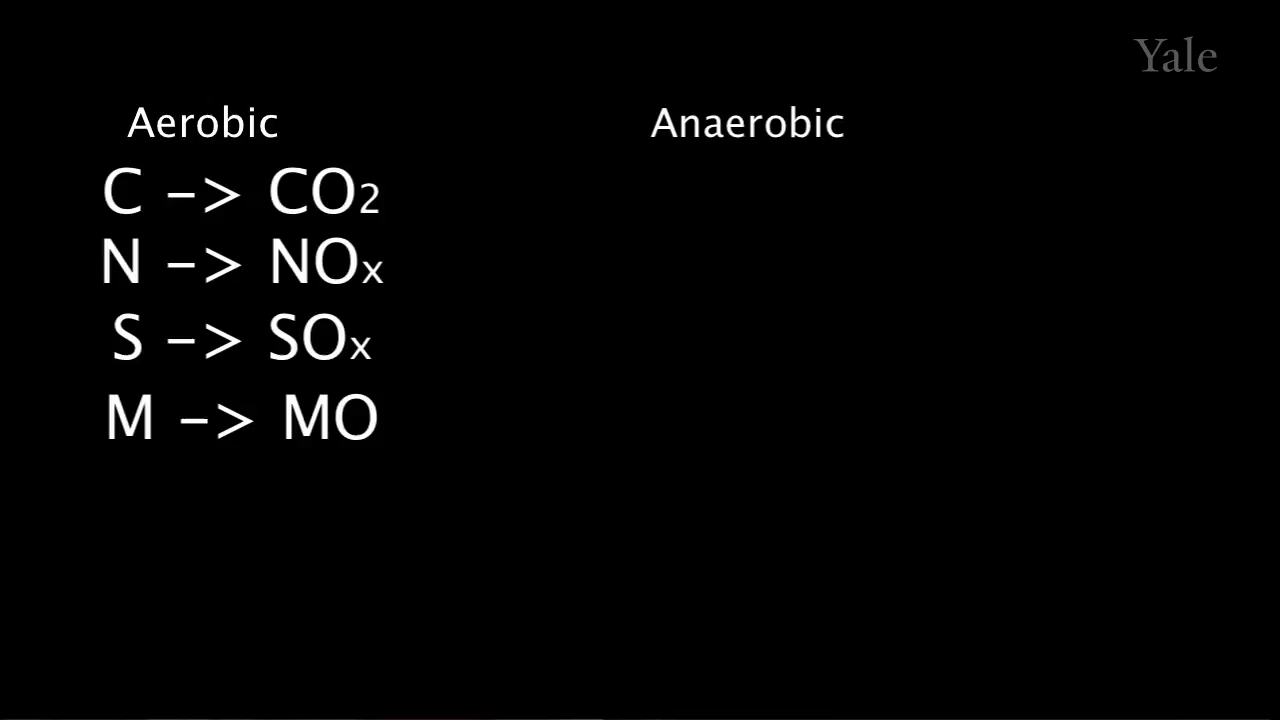 Yale
Aerobic
Anaerobic
C -> CO2
N -> NOx
S -> SOx
M -> MO